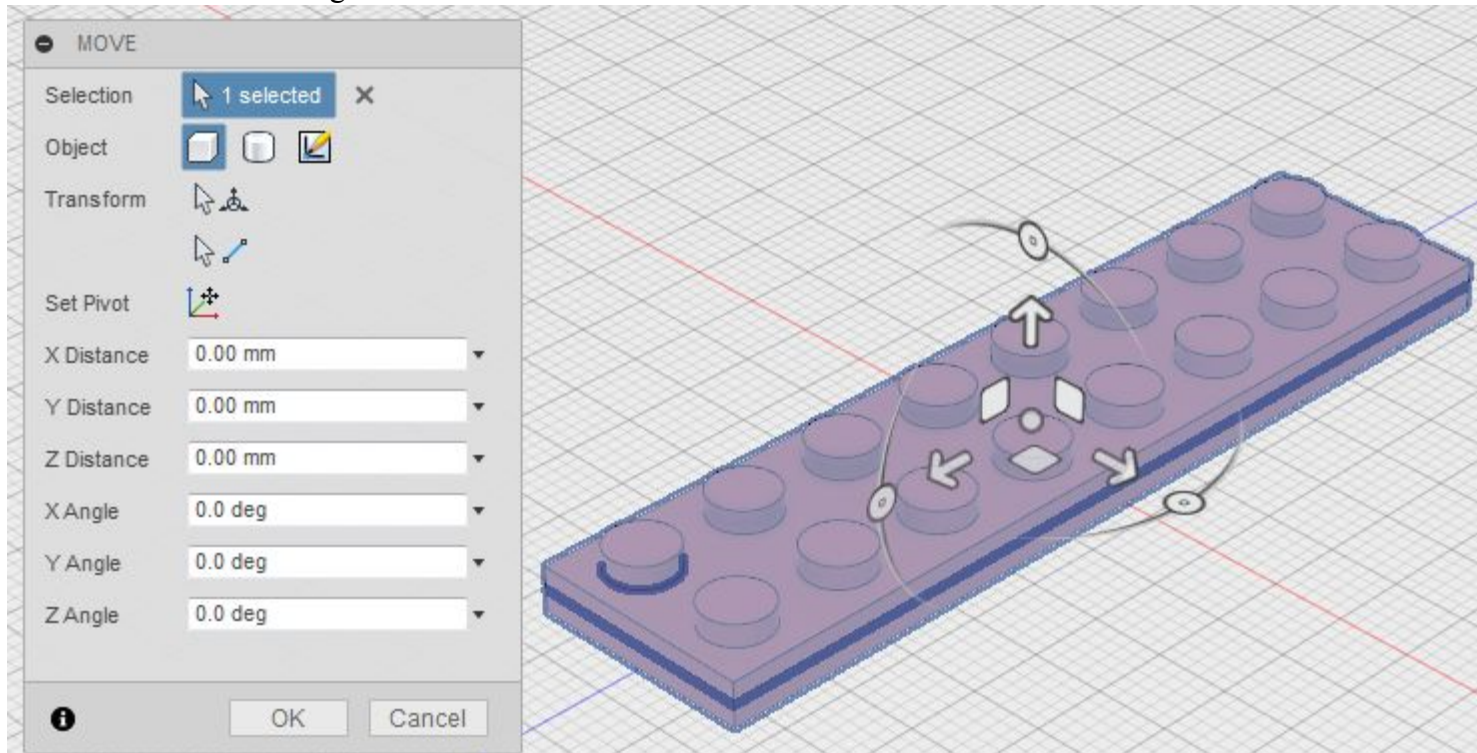 MOVE
Selection 1 selected
Object
Transform
Set Pivot
X Distance 0.00 mm
Y Distance 0.00 mm
Z Distance 0.00 mm
X Angle 0.0 deg
Y Angle 0.0 deg
Z Angle 0.0 deg
OK Cancel